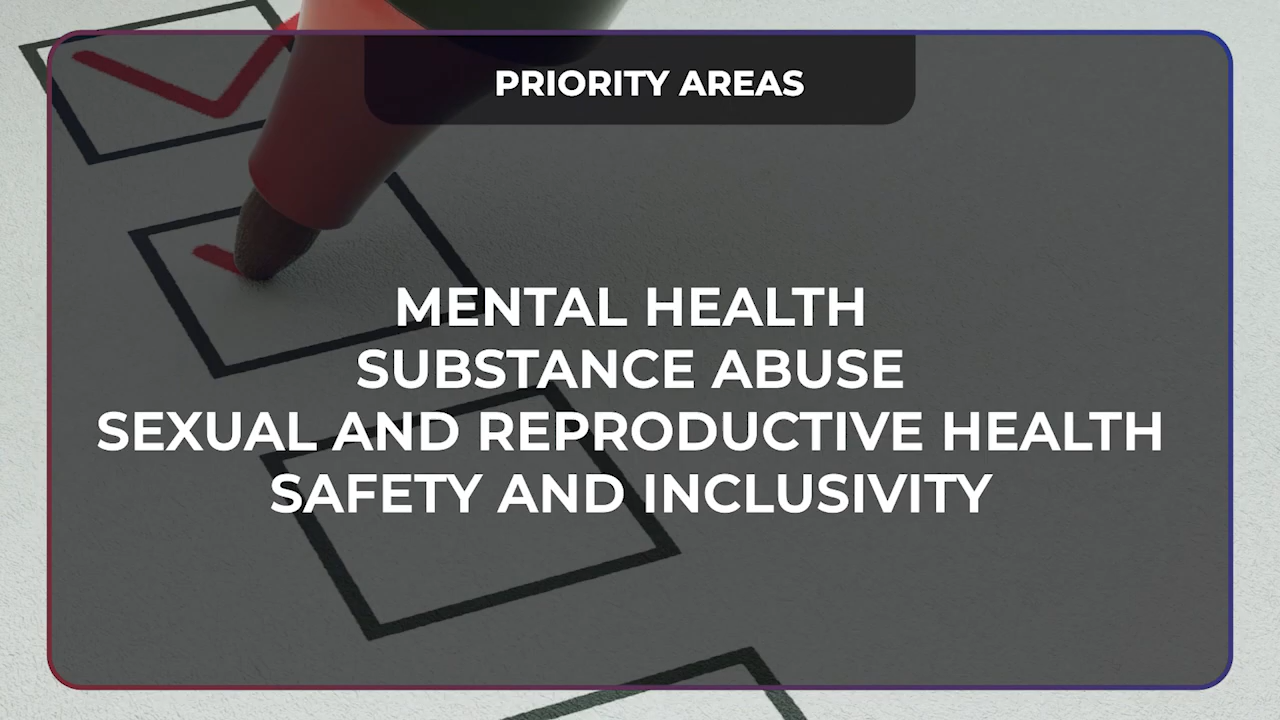 PRIORITY AREAS
MENTAL HEALTH
SUBSTANCE ABUSE
SEXUAL AND REPRODUCTIVE HEALTH
SAFETY AND INCLUSIVITY